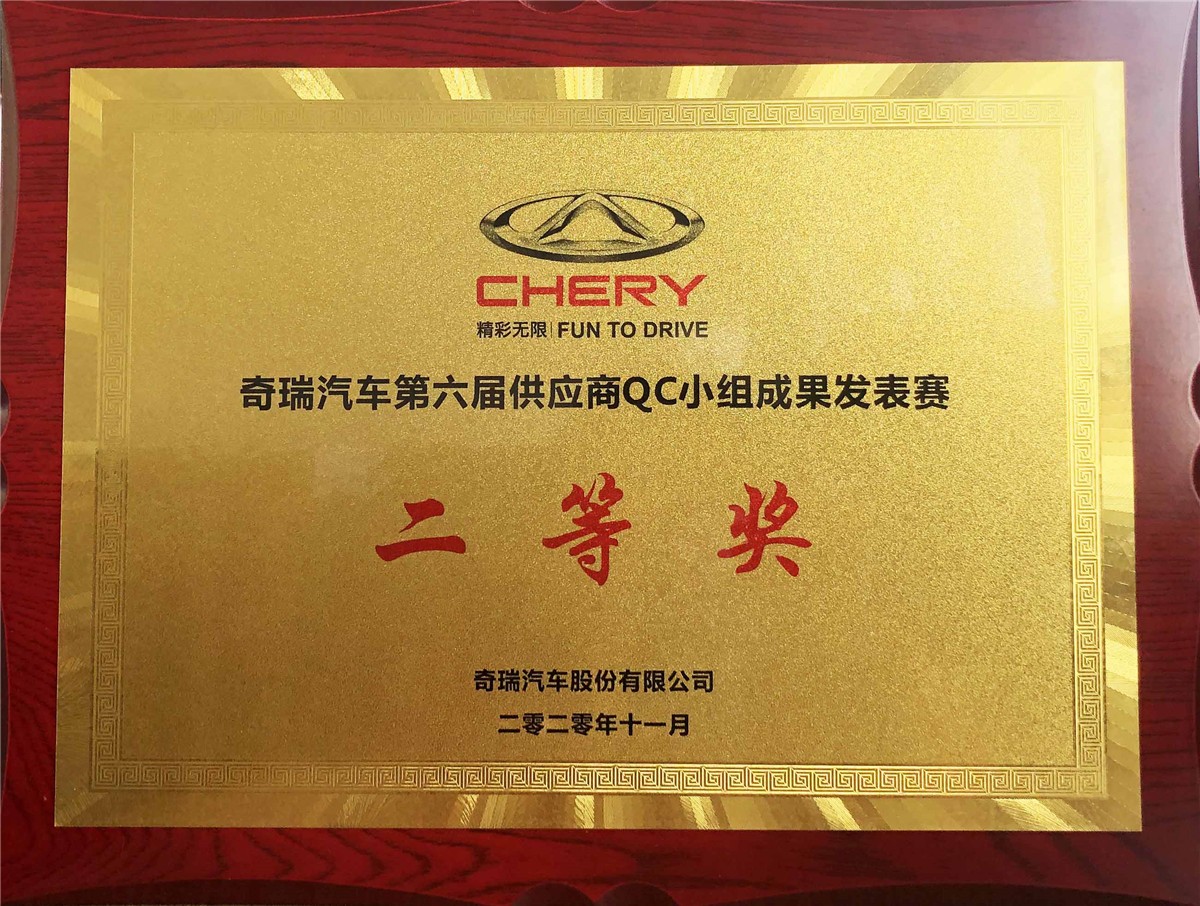 CHERY
精彩无限|FUN TO DRIVE
奇瑞汽车第六届供应商QC小组成果发表赛
二等奖
奇瑞汽车股份有限公司
二零二零年十一月